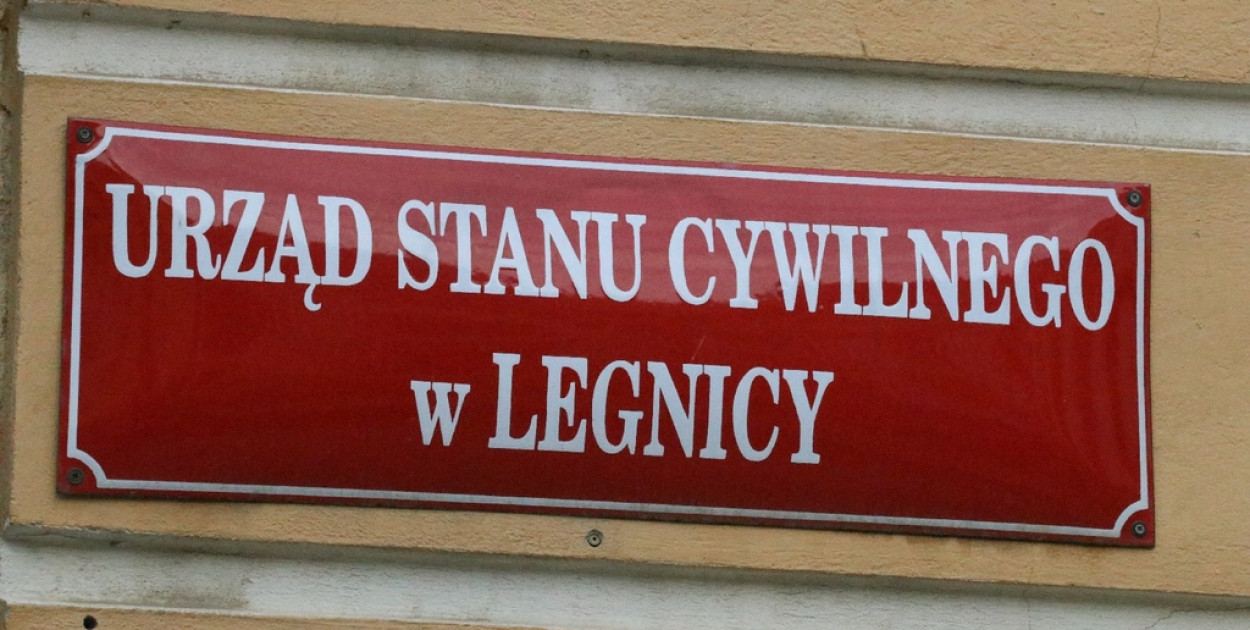 URZĄD STANU CYWILNEGO
w LEGNICY